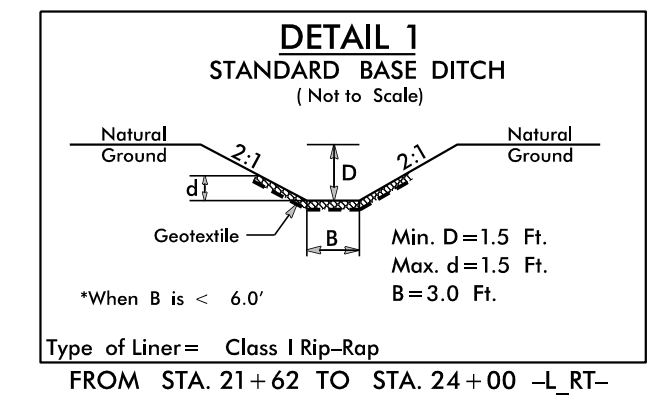 DETAIL 1
STANDARD BASE DITCH
( Not to Scale)
Natural
Ground
2:1
D
2:1
Natural
Ground
d
Geotextile
B
Min. D=1.5 Ft.
Max. d=1.5 Ft.
B=3.0 Ft.
*When B is < 6.0'
Type of Liner= Class I Rip-Rap
FROM STA. 21+62 TO STA. 24+00 -L_RT-